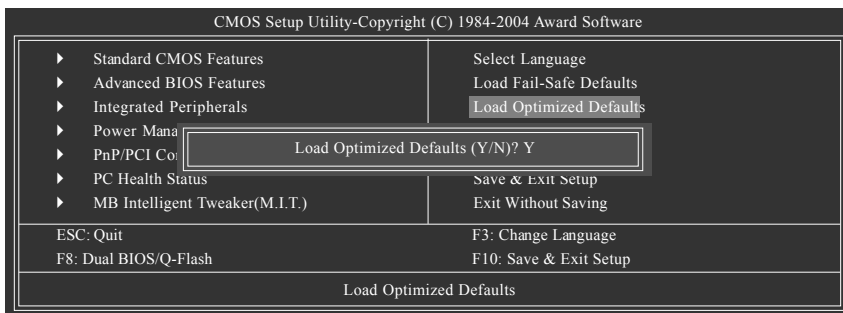 CMOS Setup Utility-Copyright (C) 1984-2004 Award Software
Standard CMOS Features
Advanced BIOS Features
Integrated Peripherals
Power Mana
PnP/PCI Co
PC Health Status
MB Intelligent Tweaker(M.I.T.)
Select Language
Load Fail-Safe Defaults
Load Optimized Defaults
Save & Exit Setup
Exit Without Saving
Load Optimized Defaults (Y/N)? Y
ESC: Quit
F3: Change Language
F8: Dual BIOS/Q-Flash
F10: Save & Exit Setup
Load Optimized Defaults